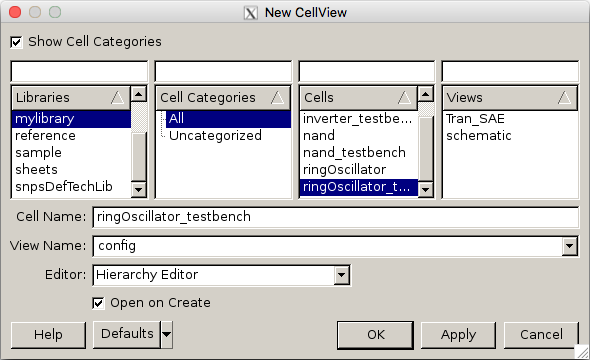 New CellView
Show Cell Categories
Libraries
mylibrary
reference
sample
sheets
snpsDefTechLib
Cell Categories
All
Uncategorized
Cells
inverter_testbe...
nand
nand_testbench
ringOscillator
ringOscillator_t...
Views
Tran_SAE
schematic
Cell Name: ringOscillator_testbench
View Name: config
Editor: Hierarchy Editor
Open on Create
Help Defaults OK Apply Cancel